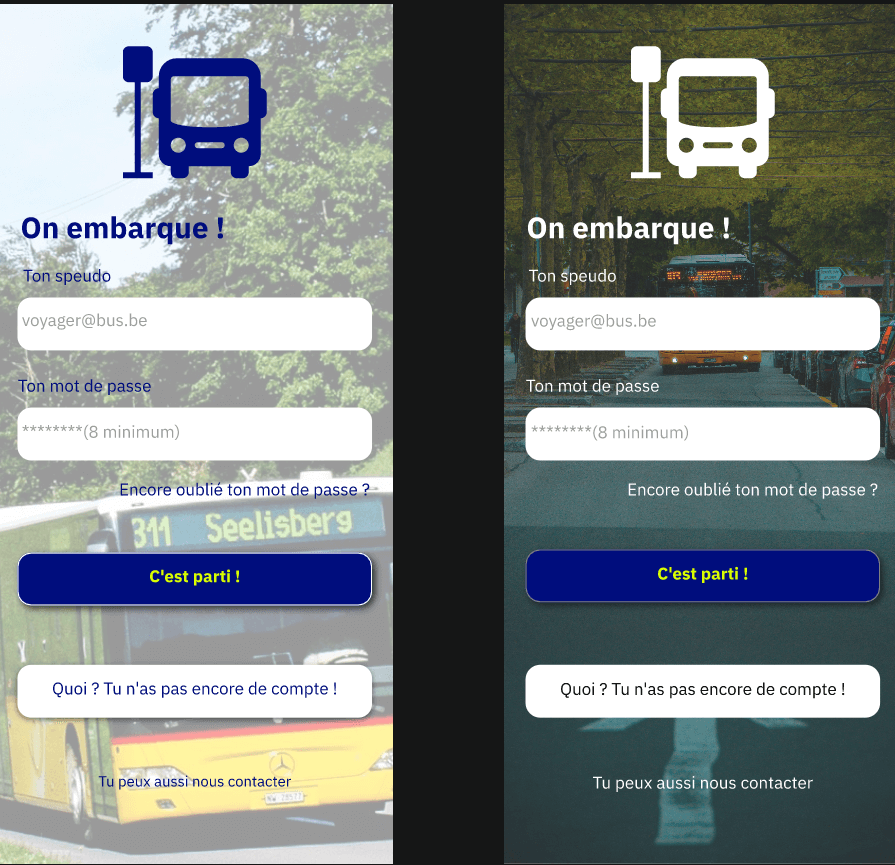 On embarque !
Ton speudo
voyager@bus.be
Ton mot de passe
********(8 minimum)
Encore oublié ton mot de passe ?
311 Seelisberg
C'est parti !
Quoi ? Tu n'as pas encore de compte !
Tu peux aussi nous contacter
On embarque !
Ton speudo
voyager@bus.be
Ton mot de passe
********(8 minimum)
Encore oublié ton mot de passe ?
C'est parti !
Quoi ? Tu n'as pas encore de compte !
Tu peux aussi nous contacter